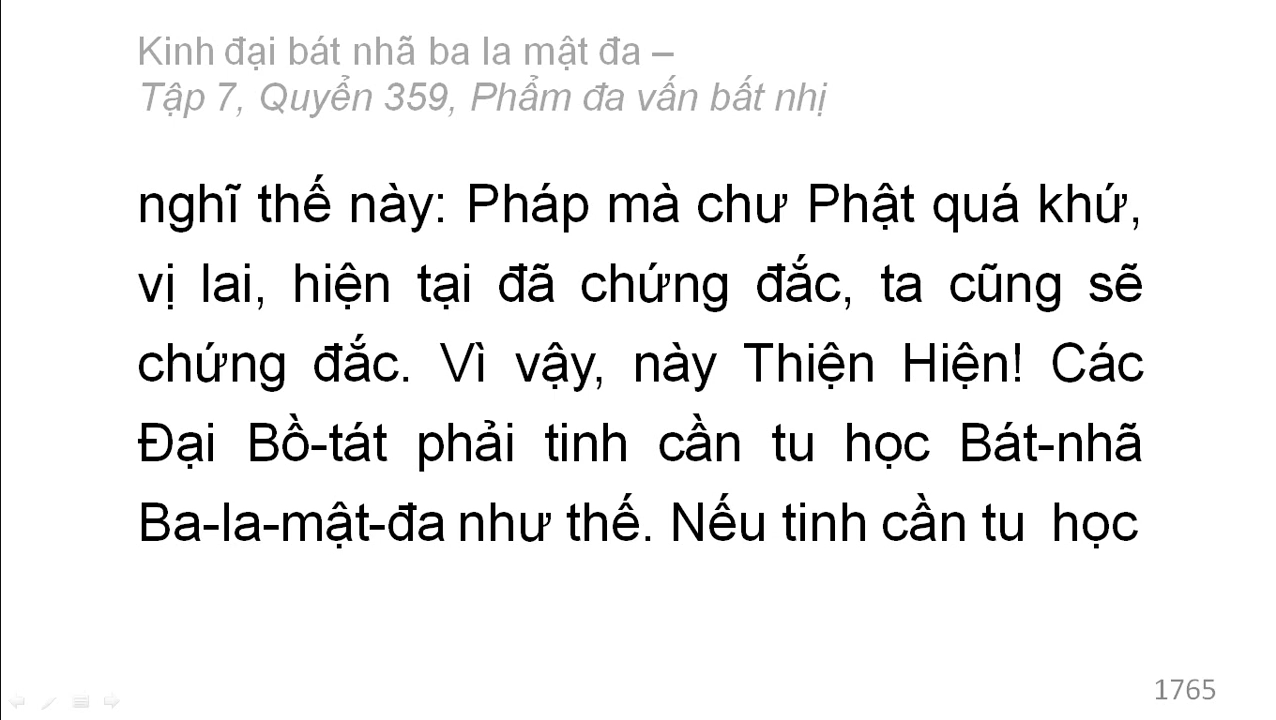 Kinh đại bát nhã ba la mật đa –
Tập 7, Quyển 359, Phẩm đa vấn bất nhị
nghĩ thế này: Pháp mà chư Phật quá khứ,
vị lai, hiện tại đã chứng đắc, ta cũng sẽ
chứng đắc. Vì vậy, này Thiện Hiện! Các
Đại Bồ-tát phải tinh cần tu học Bát-nhã
Ba-la-mật-đa như thế. Nếu tinh cần tu học
1765